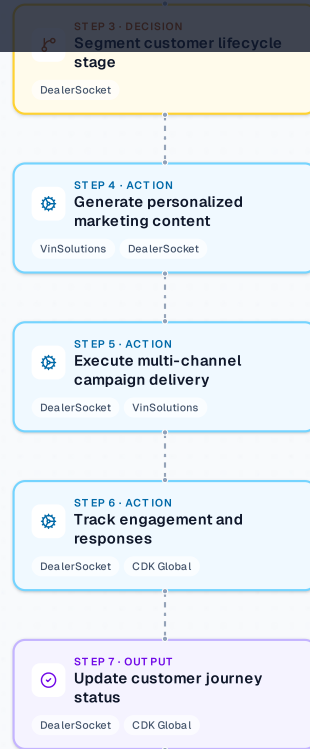 STEP 3 · DECISION
Segment customer lifecycle
stage
DealerSocket
STEP 4 · ACTION
Generate personalized
marketing content
VinSolutions DealerSocket
STEP 5 · ACTION
Execute multi-channel
campaign delivery
DealerSocket VinSolutions
STEP 6 · ACTION
Track engagement and
responses
DealerSocket CDK Global
STEP 7 · OUTPUT
Update customer journey
status
DealerSocket CDK Global